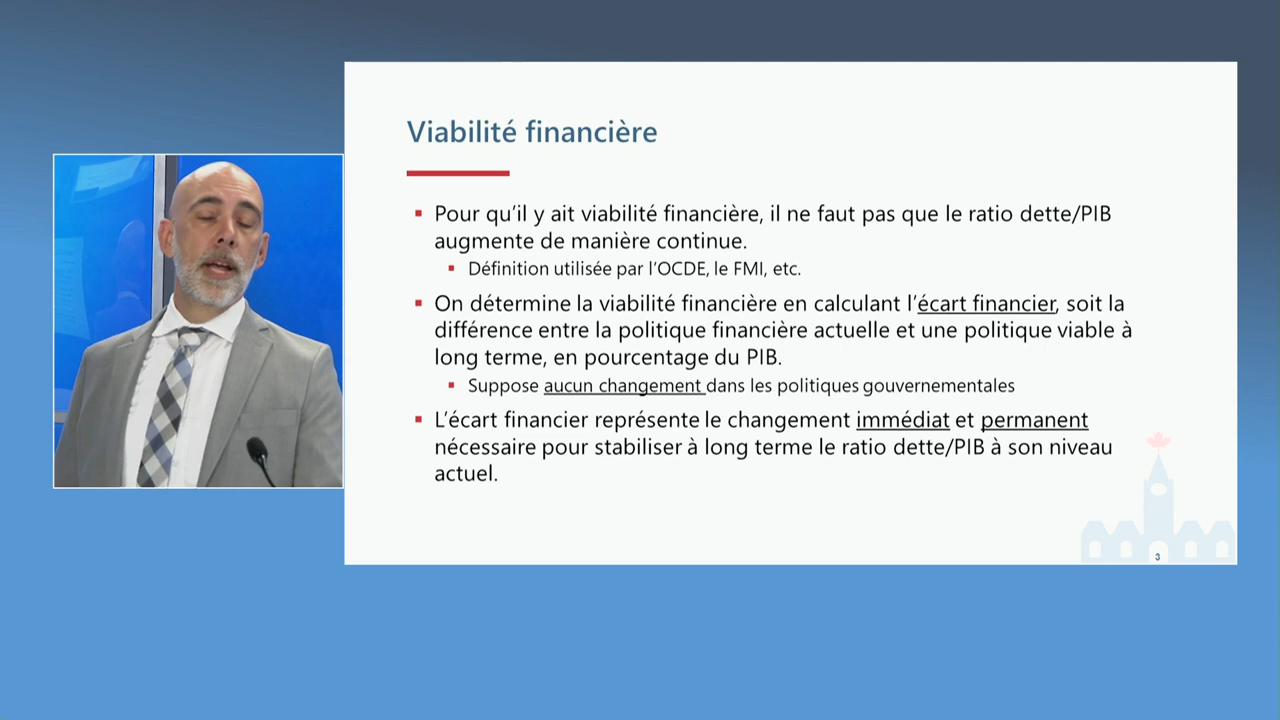 Viabilité financière
▪ Pour qu’il y ait viabilité financière, il ne faut pas que le ratio dette/PIB
augmente de manière continue.
▪ Définition utilisée par l’OCDE, le FMI, etc.
▪ On détermine la viabilité financière en calculant l’écart financier, soit la
différence entre la politique financière actuelle et une politique viable à
long terme, en pourcentage du PIB.
▪ Suppose aucun changement dans les politiques gouvernementales
▪ L’écart financier représente le changement immédiat et permanent
nécessaire pour stabiliser à long terme le ratio dette/PIB à son niveau
actuel.
3